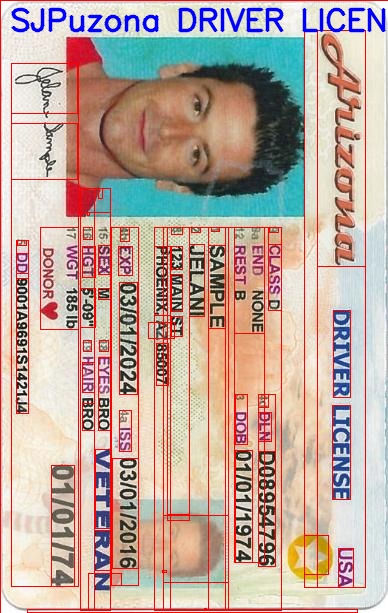 SJPuzona DRIVER LICEN
Arizona
DRIVER LICENSE
USA
9 CLASS D
9a END NONE
12 REST B
4d DLN D08954796
3 DOB 01/01/1974
1 SAMPLE
2 JELANI
8 123 MAIN ST
PHOENIX, AZ 85007
4b EXP 03/01/2024
4a ISS 03/01/2016
15 SEX M
18 EYES BRO
16 HGT 5'-09"
19 HAIR BRO
17 WGT 185 lb
VETERAN
DONOR
01/01/74
5 DD 9001A9691S1421J4
Jelani Sample